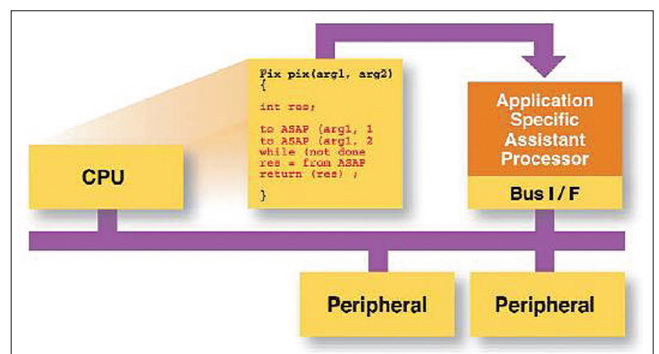 Pix pix(arg1, arg2)
{
int res;
to ASAP (arg1, 1
to ASAP (arg1, 2
while (not done
res = from ASAP
return (res) ;
}
CPU
Application
Specific
Assistant
Processor
Bus I / F
Peripheral
Peripheral